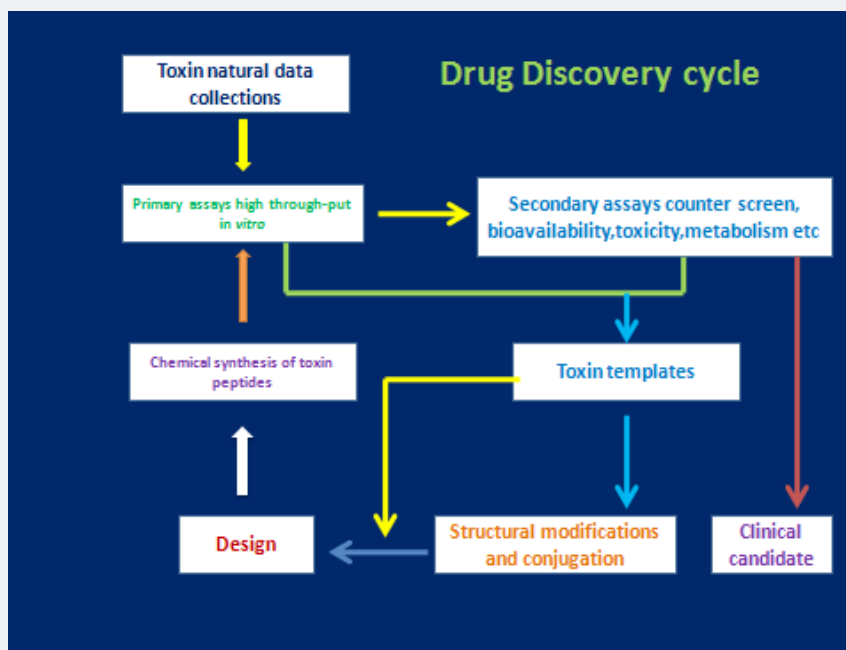 Toxin natural data
collections
Drug Discovery cycle
Primary assays high through-put
in vitro
Secondary assays counter screen,
bioavailability,toxicity,metabolism etc
Chemical synthesis of toxin
peptides
Toxin templates
Design
Structural modifications
and conjugation
Clinical
candidate